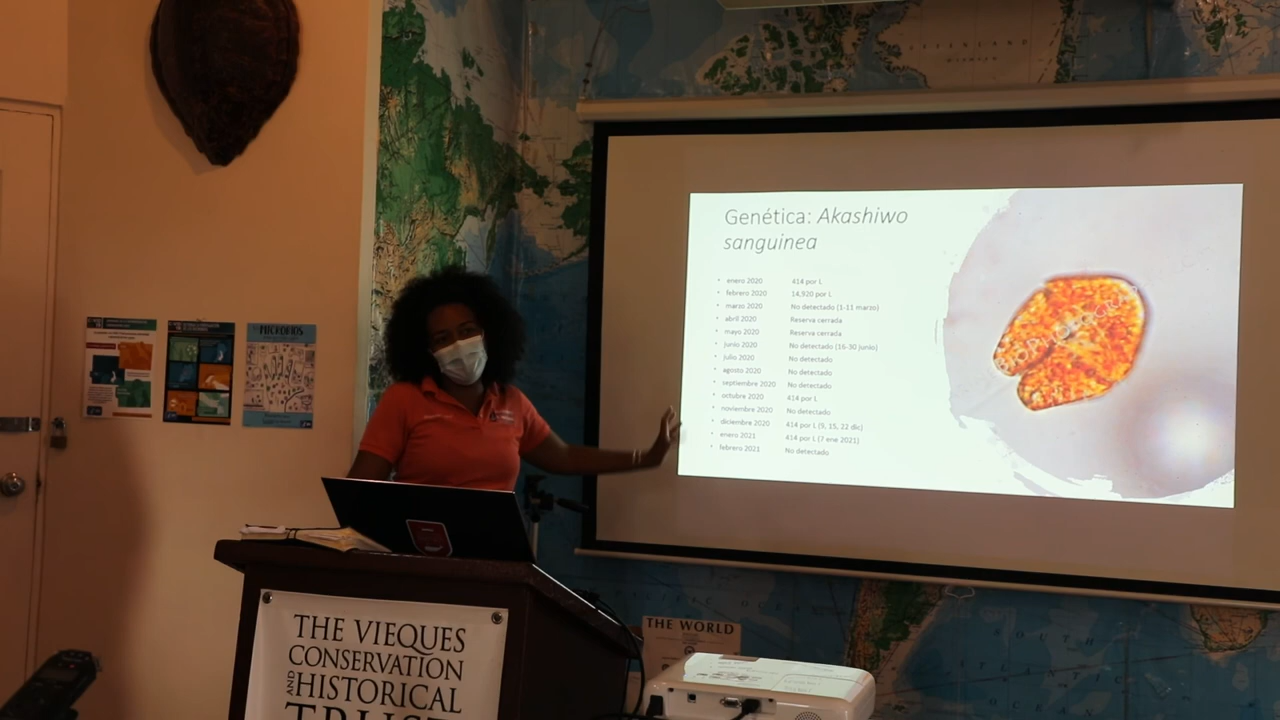 Genética: Akashiwo
sanguinea
• enero 2020 414 por L
• febrero 2020 14,920 por L
• marzo 2020 No detectado (1-11 marzo)
• abril 2020 Reserva cerrada
• mayo 2020 Reserva cerrada
• junio 2020 No detectado (16-30 junio)
• julio 2020 No detectado
• agosto 2020 No detectado
• septiembre 2020 No detectado
• octubre 2020 414 por L
• noviembre 2020 No detectado
• diciembre 2020 414 por L (9, 15, 22 dic)
• enero 2021 414 por L (7 ene 2021)
• febrero 2021 No detectado
MICROBIOS
THE VIEQUES
CONSERVATION
AND HISTORICAL
TRUST
THE WORLD